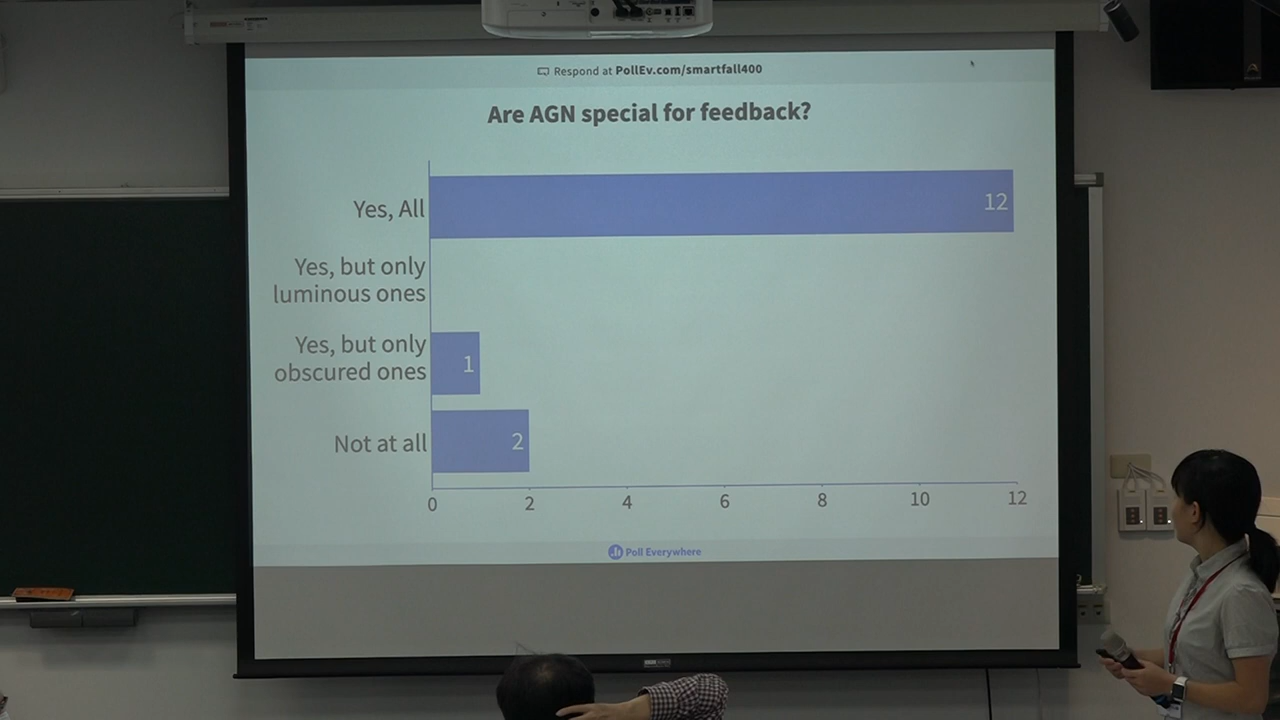 Respond at PollEv.com/smartfall400
Are AGN special for feedback?
Yes, All
12
Yes, but only
luminous ones
Yes, but only
obscured ones
1
Not at all
2
0 2 4 6 8 10 12
Poll Everywhere